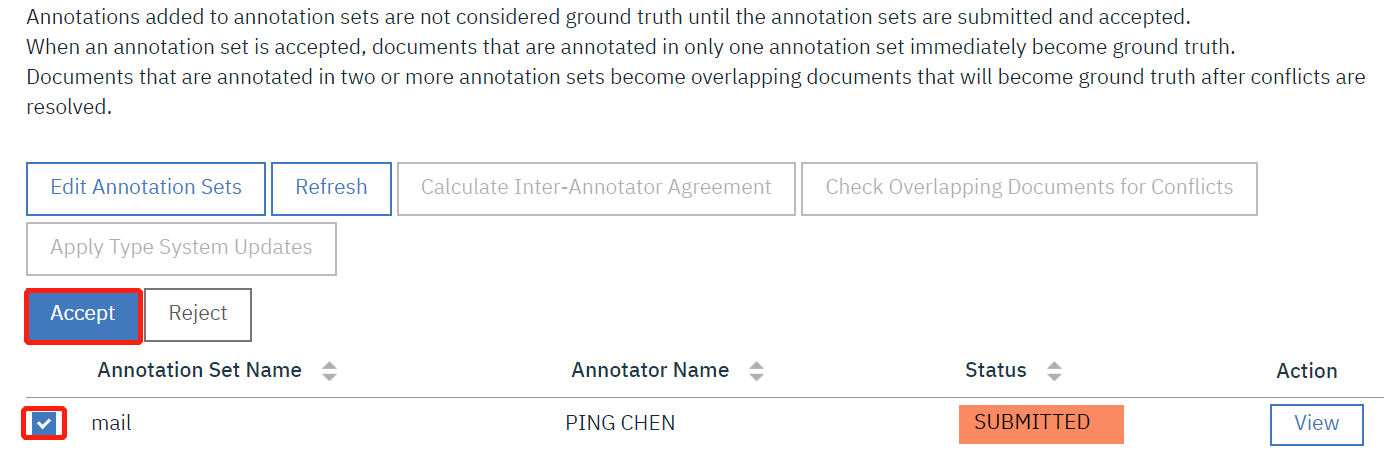 Annotations added to annotation sets are not considered ground truth until the annotation sets are submitted and accepted.
When an annotation set is accepted, documents that are annotated in only one annotation set immediately become ground truth.
Documents that are annotated in two or more annotation sets become overlapping documents that will become ground truth after conflicts are
resolved.
Edit Annotation Sets Refresh Calculate Inter-Annotator Agreement Check Overlapping Documents for Conflicts
Apply Type System Updates
Accept Reject
Annotation Set Name Annotator Name Status Action
mail PING CHEN SUBMITTED View